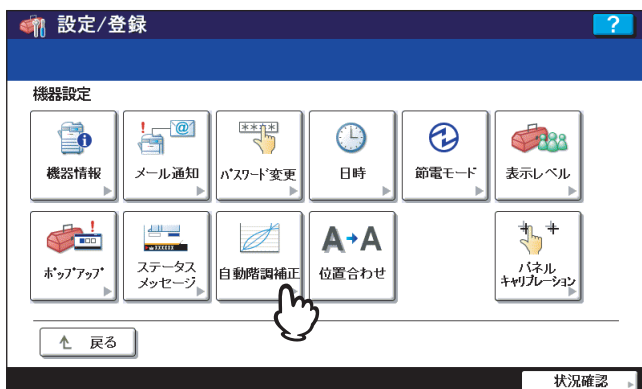 設定/登録
?
機器設定
機器情報
メール通知
****
パスワード変更
日時
節電モード
表示レベル
ポップアップ
ステータス
メッセージ
自動階調補正
A→A
位置合わせ
パネル
キャリブレーション
戻る
状況確認